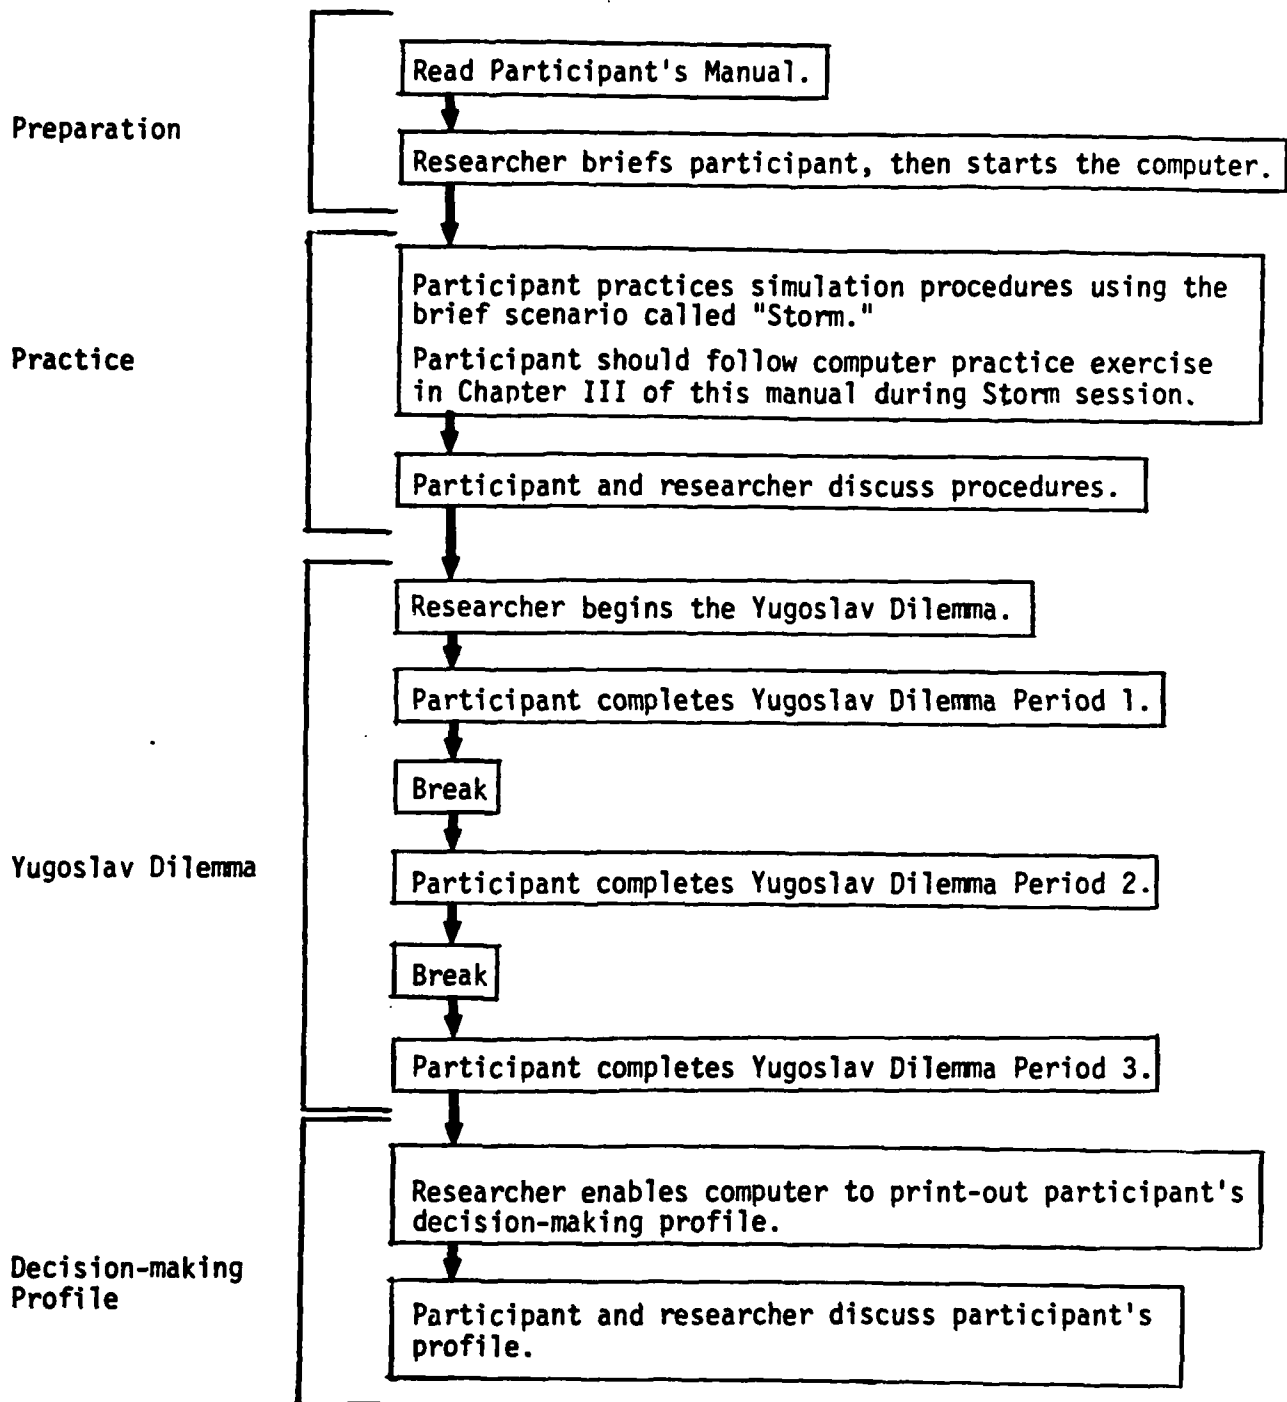 Preparation
Read Participant's Manual.
Researcher briefs participant, then starts the computer.
Practice
Participant practices simulation procedures using the
brief scenario called "Storm."
Participant should follow computer practice exercise
in Chapter III of this manual during Storm session.
Participant and researcher discuss procedures.
Yugoslav Dilemma
Researcher begins the Yugoslav Dilemma.
Participant completes Yugoslav Dilemma Period 1.
Break
Participant completes Yugoslav Dilemma Period 2.
Break
Participant completes Yugoslav Dilemma Period 3.
Decision-making
Profile
Researcher enables computer to print-out participant's
decision-making profile.
Participant and researcher discuss participant's
profile.